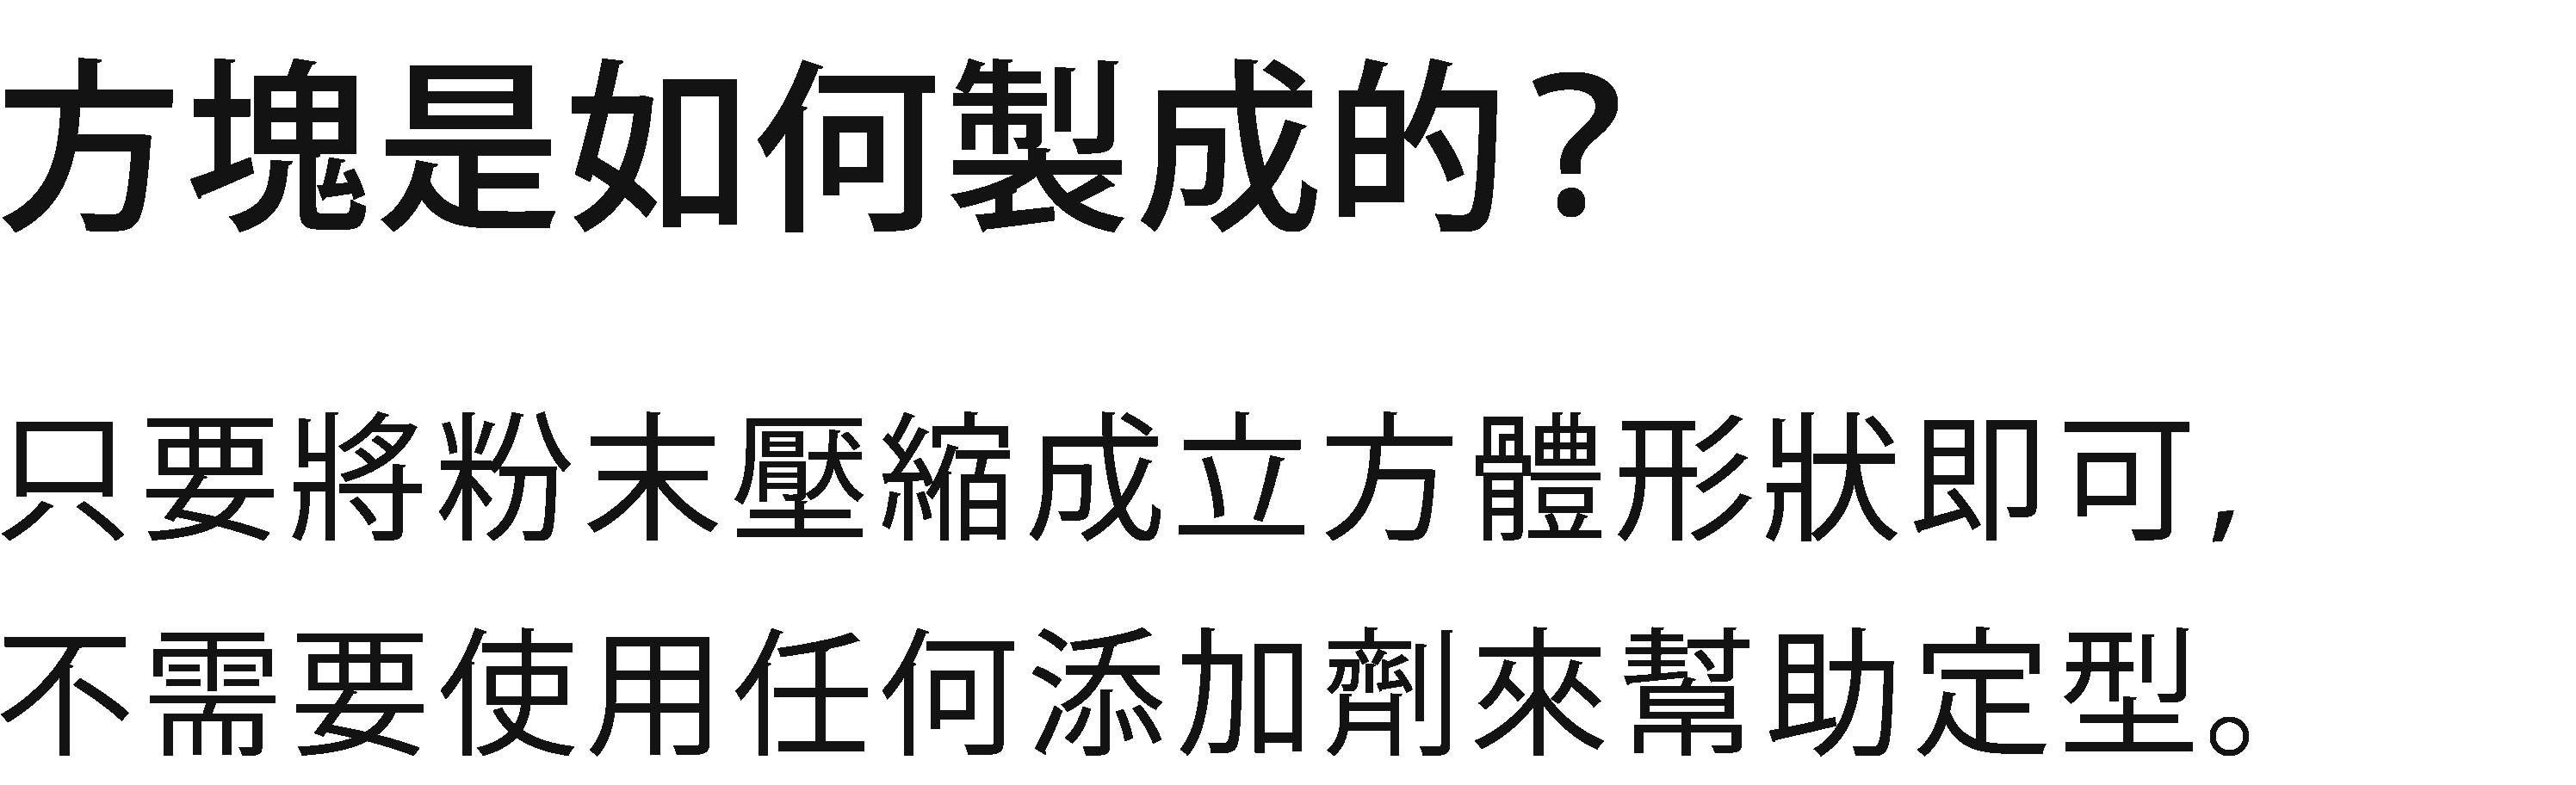 方塊是如何製成的？
只要將粉末壓縮成立方體形狀即可，
不需要使用任何添加劑來幫助定型。